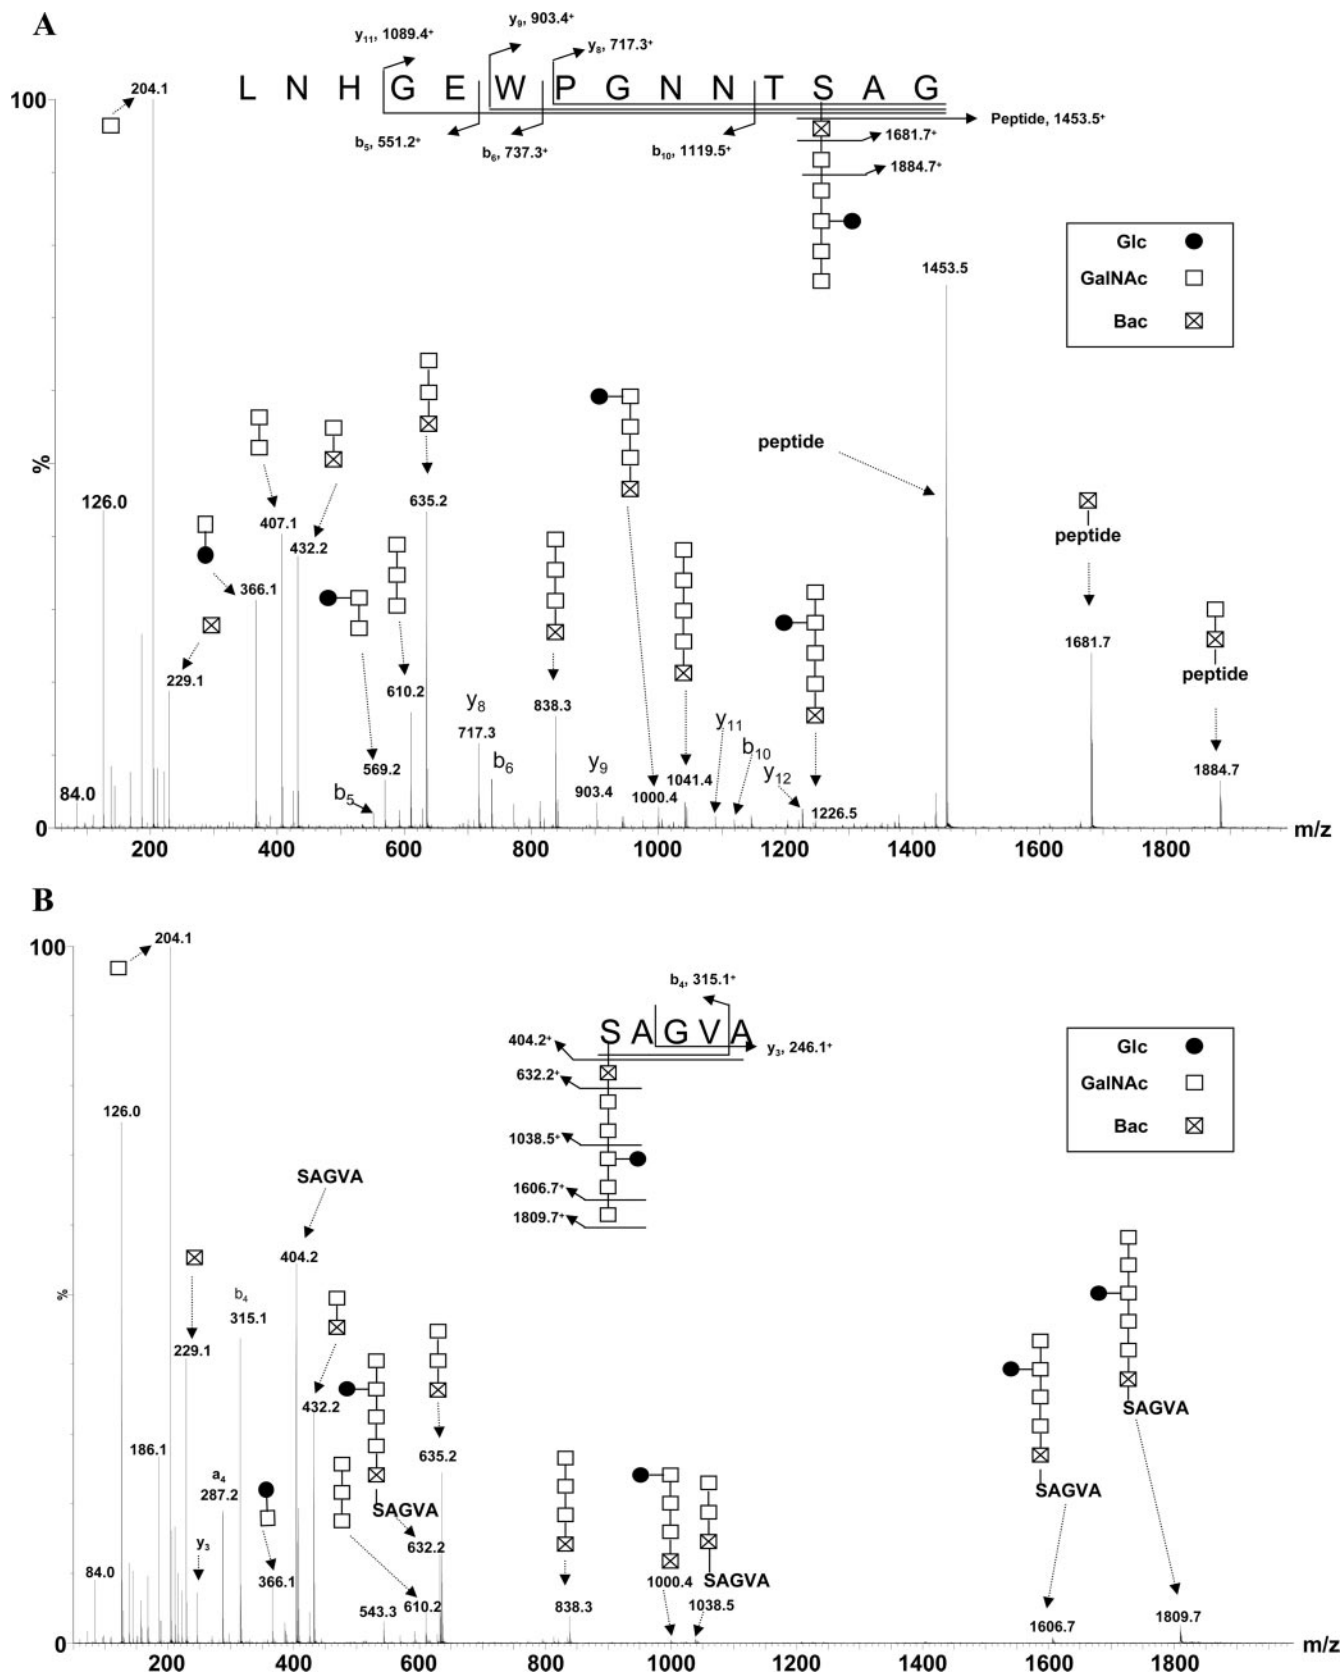 A
y11, 1089.4+
y9, 903.4+
y8, 717.3+
L N H G E W P G N N T S A G
b5, 551.2+
b6, 737.3+
b10, 1119.5+
Peptide, 1453.5+
1681.7+
1884.7+
100
204.1
Glc
GalNAc
Bac
1453.5
%
peptide
126.0
407.1
432.2
635.2
366.1
peptide
229.1
610.2
838.3
1681.7
peptide
y8
717.3
b6
y9
903.4
569.2
b5
1000.4
1041.4
y11
b10
y12
1226.5
1884.7
84.0
0
200 400 600 800 1000 1200 1400 1600 1800 m/z
B
100
204.1
b4, 315.1+
S A G V A
404.2+
y3, 246.1+
632.2+
1038.5+
1606.7+
1809.7+
Glc
GalNAc
Bac
126.0
SAGVA
404.2
%
b4
315.1
229.1
432.2
186.1
a4
287.2
y3
635.2
SAGVA
632.2
SAGVA
SAGVA
84.0
366.1
543.3
610.2
838.3
1000.4
SAGVA
1038.5
1606.7
1809.7
0
200 400 600 800 1000 1200 1400 1600 1800 m/z